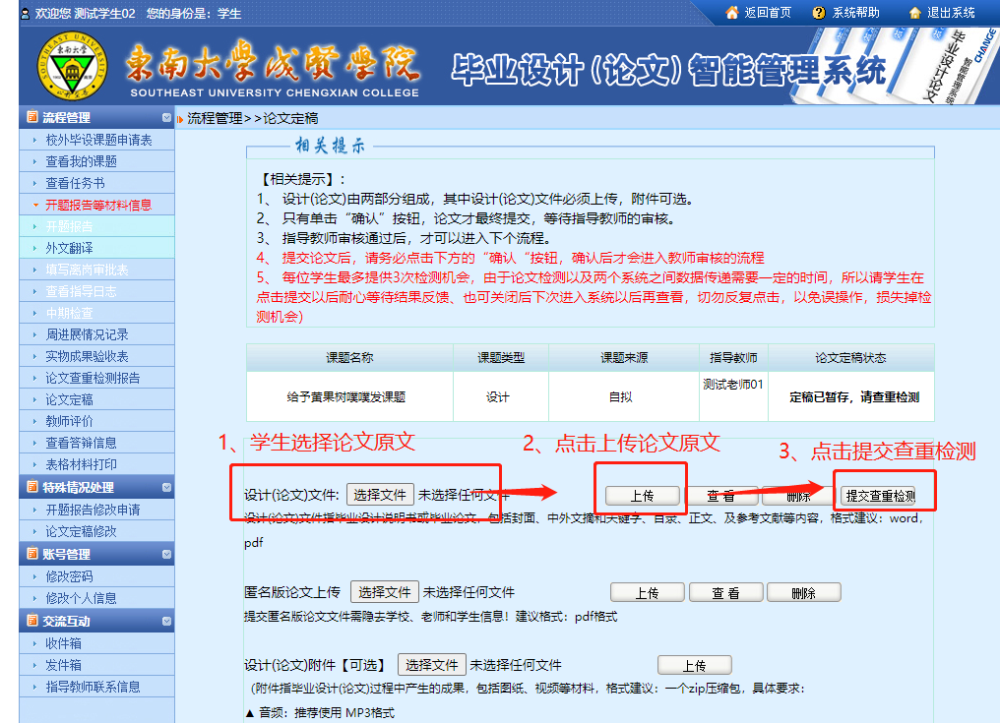 欢迎您 测试学生02 您的身份是: 学生
返回首页 系统帮助 退出系统
SOUTHEAST UNIVERSITY
东南大学
东南大学成贤学院
SOUTHEAST UNIVERSITY CHENGXIAN COLLEGE
毕业设计(论文)智能管理系统
毕业设计论文
智能管理系统
CHANGE
流程管理
校外毕设课题申请表
查看我的课题
查看任务书
开题报告等材料信息
开题报告
外文翻译
填写离岗审批表
查看指导日志
中期检查
周进展情况记录
实物成果验收表
论文查重检测报告
论文定稿
教师评价
查看答辩信息
表格材料打印
特殊情况处理
开题报告修改申请
论文定稿修改
账号管理
修改密码
修改个人信息
交流互动
收件箱
发件箱
指导教师联系信息
流程管理>>论文定稿
相关提示
【相关提示】:
1、 设计(论文)由两部分组成，其中设计(论文)文件必须上传，附件可选。
2、 只有单击“确认”按钮，论文才最终提交，等待指导教师的审核。
3、 指导教师审核通过后，才可以进入下个流程。
4、 提交论文后，请务必点击下方的“确认“按钮，确认后才会进入教师审核的流程
5、 每位学生最多提供3次检测机会，由于论文检测以及两个系统之间数据传递需要一定的时间，所以请学生在
点击提交以后耐心等待结果反馈、也可关闭后下次进入系统以后再查看，切勿反复点击，以免误操作，损失掉检
测机会）
课题名称 课题类型 课题来源 指导教师 论文定稿状态
给予黄果树噗噗发课题 设计 自拟 测试老师01 定稿已暂存，请查重检测
1、学生选择论文原文
2、点击上传论文原文
3、点击提交查重检测
设计(论文)文件: 选择文件 未选择任何文件 上传 查看 删除 提交查重检测
设计(论文)文件指毕业设计说明书或毕业论文，包括封面、中外文摘和关键字、目录、正文、及参考文献等内容，格式建议：word，
pdf
匿名版论文上传 选择文件 未选择任何文件 上传 查看 删除
提交匿名版论文文件需隐去学校、老师和学生信息！建议格式：pdf格式
设计(论文)附件【可选】 选择文件 未选择任何文件 上传
（附件指毕业设计(论文)过程中产生的成果，包括图纸、视频等材料，格式建议：一个zip压缩包，具体要求：
▲ 音频：推荐使用 MP3格式